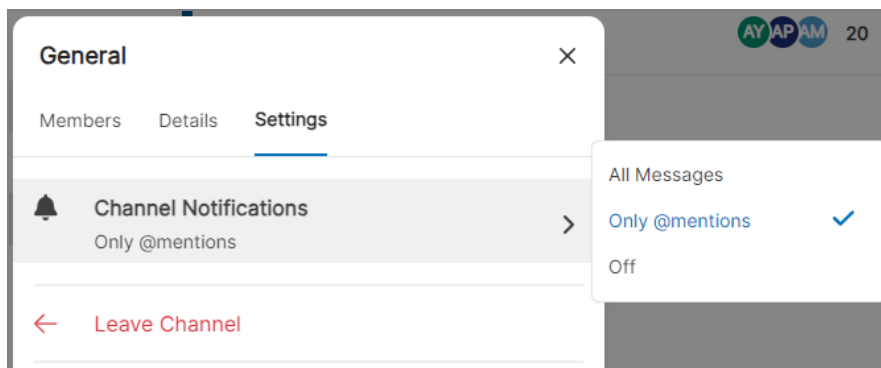 AY AP AM 20
General
Members Details Settings
Channel Notifications
Only @mentions
Leave Channel
All Messages
Only @mentions
Off